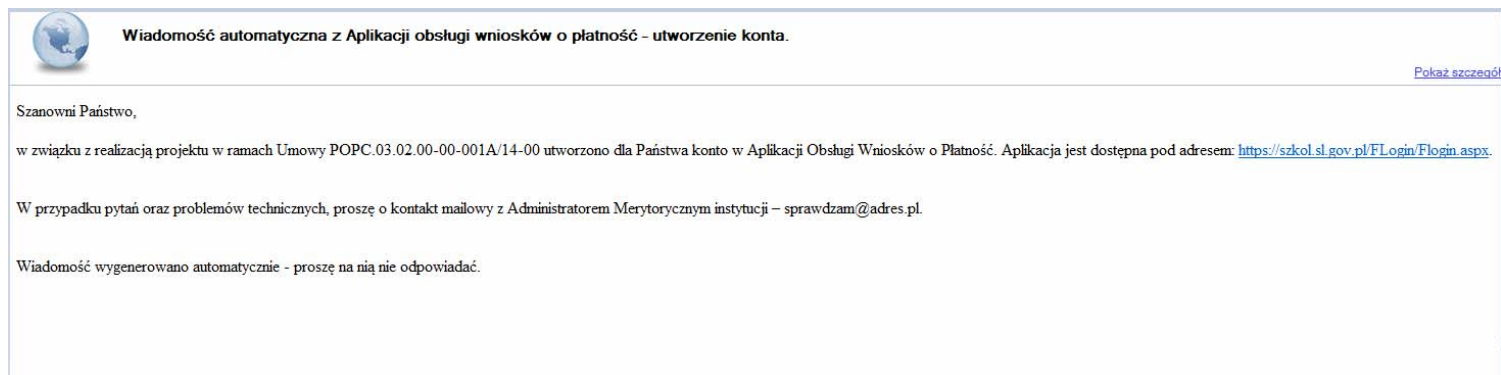 Wiadomość automatyczna z Aplikacji obsługi wniosków o płatność - utworzenie konta.
Pokaż szczegół
Szanowni Państwo,
w związku z realizacją projektu w ramach Umowy POPC.03.02.00-00-001A/14-00 utworzono dla Państwa konto w Aplikacji Obsługi Wniosków o Płatność. Aplikacja jest dostępna pod adresem: https://szkol.sl.gov.pl/FLogin/Flogin.aspx.
W przypadku pytań oraz problemów technicznych, proszę o kontakt mailowy z Administratorem Merytorycznym instytucji – sprawdzam@adres.pl.
Wiadomość wygenerowano automatycznie - proszę na nią nie odpowiadać.